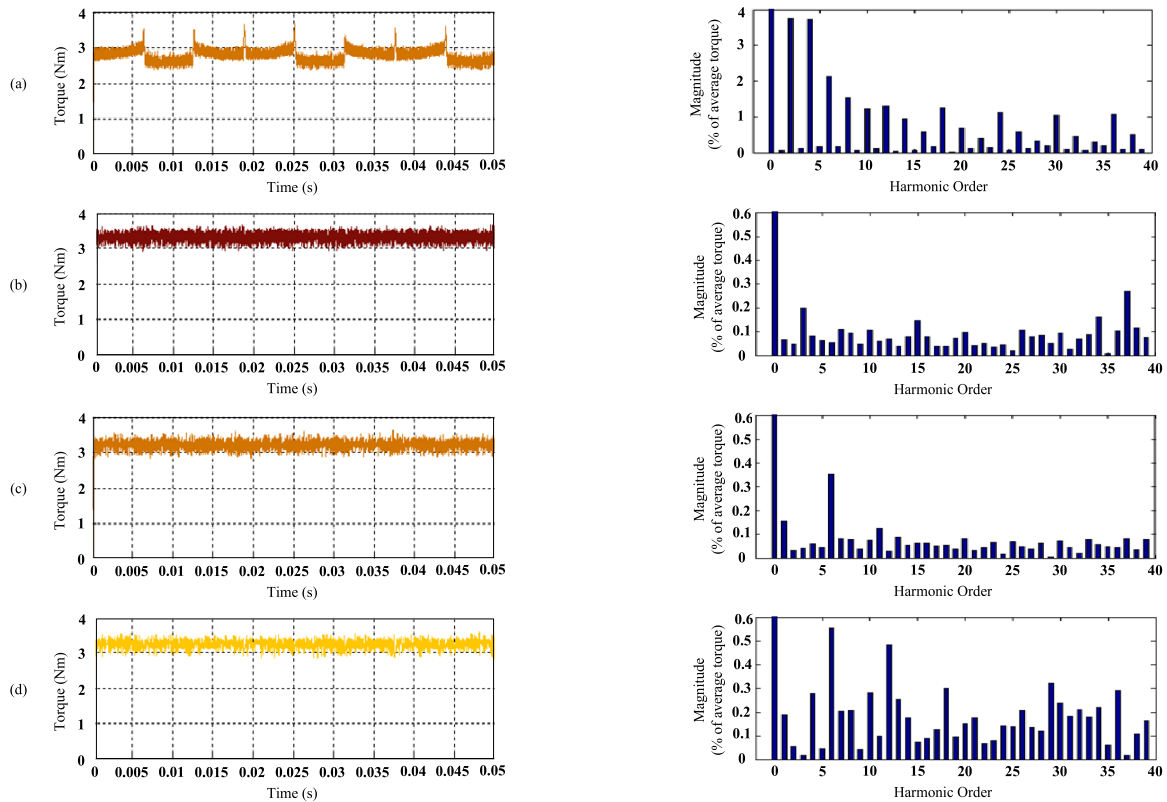 (a)
Torque (Nm)
4
3
2
1
0
0 0.005 0.01 0.015 0.02 0.025 0.03 0.035 0.04 0.045 0.05
Time (s)
Magnitude
(% of average torque)
4
3
2
1
0
0 5 10 15 20 25 30 35 40
Harmonic Order
(b)
Torque (Nm)
4
3
2
1
0
0 0.005 0.01 0.015 0.02 0.025 0.03 0.035 0.04 0.045 0.05
Time (s)
Magnitude
(% of average torque)
0.6
0.5
0.4
0.3
0.2
0.1
0
0 5 10 15 20 25 30 35 40
Harmonic Order
(c)
Torque (Nm)
4
3
2
1
0
0 0.005 0.01 0.015 0.02 0.025 0.03 0.035 0.04 0.045 0.05
Time (s)
Magnitude
(% of average torque)
0.6
0.5
0.4
0.3
0.2
0.1
0
0 5 10 15 20 25 30 35 40
Harmonic Order
(d)
Torque (Nm)
4
3
2
1
0
0 0.005 0.01 0.015 0.02 0.025 0.03 0.035 0.04 0.045 0.05
Time (s)
Magnitude
(% of average torque)
0.6
0.5
0.4
0.3
0.2
0.1
0
0 5 10 15 20 25 30 35 40
Harmonic Order